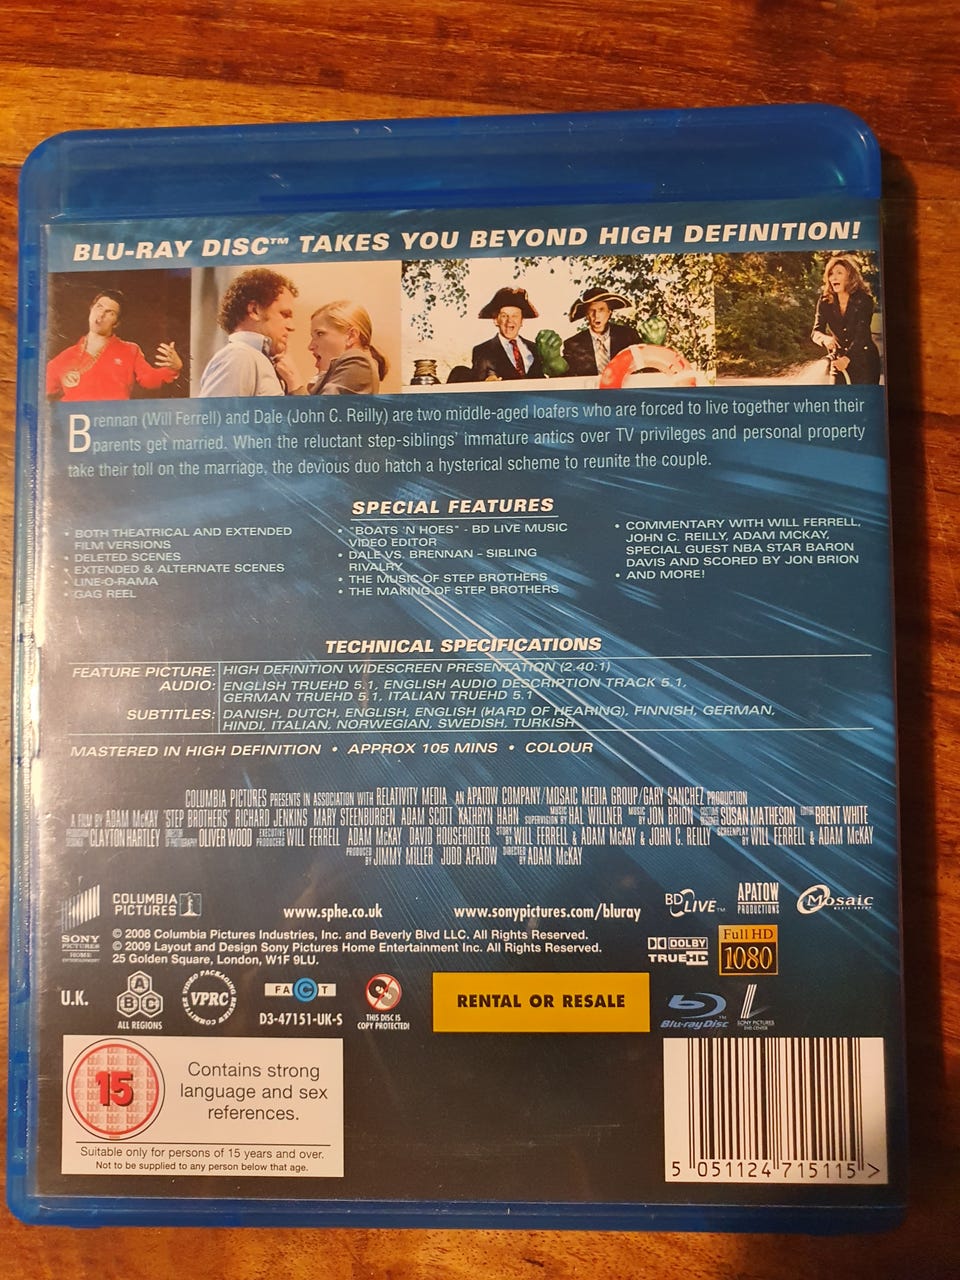 BLU-RAY DISC™ TAKES YOU BEYOND HIGH DEFINITION!
Brennan (Will Ferrell) and Dale (John C. Reilly) are two middle-aged loafers who are forced to live together when their
parents get married. When the reluctant step-siblings' immature antics over TV privileges and personal property
take their toll on the marriage, the devious duo hatch a hysterical scheme to reunite the couple.
SPECIAL FEATURES
• BOTH THEATRICAL AND EXTENDED
FILM VERSIONS
• DELETED SCENES
• EXTENDED & ALTERNATE SCENES
• LINE-O-RAMA
• GAG REEL
• "BOATS 'N HOES" - BD LIVE MUSIC
VIDEO EDITOR
• DALE VS. BRENNAN – SIBLING
RIVALRY
• THE MUSIC OF STEP BROTHERS
• THE MAKING OF STEP BROTHERS
• COMMENTARY WITH WILL FERRELL,
JOHN C. REILLY, ADAM MCKAY,
SPECIAL GUEST NBA STAR BARON
DAVIS AND SCORED BY JON BRION
• AND MORE!
TECHNICAL SPECIFICATIONS
FEATURE PICTURE: HIGH DEFINITION WIDESCREEN PRESENTATION (2.40:1)
AUDIO: ENGLISH TRUEHD 5.1, ENGLISH AUDIO DESCRIPTION TRACK 5.1,
GERMAN TRUEHD 5.1, ITALIAN TRUEHD 5.1
SUBTITLES: DANISH, DUTCH, ENGLISH, ENGLISH (HARD OF HEARING), FINNISH, GERMAN,
HINDI, ITALIAN, NORWEGIAN, SWEDISH, TURKISH
MASTERED IN HIGH DEFINITION • APPROX 105 MINS • COLOUR
COLUMBIA PICTURES PRESENTS IN ASSOCIATION WITH RELATIVITY MEDIA AN APATOW COMPANY/MOSAIC MEDIA GROUP/GARY SANCHEZ PRODUCTION
A FILM BY ADAM McKAY 'STEP BROTHERS' RICHARD JENKINS MARY STEENBURGEN ADAM SCOTT KATHRYN HAHN MUSIC SUPERVISION BY HAL WILLNER MUSIC BY JON BRION COSTUME DESIGNER SUSAN MATHESON EDITOR BRENT WHITE
PRODUCTION DESIGNER CLAYTON HARTLEY DIRECTOR OF PHOTOGRAPHY OLIVER WOOD EXECUTIVE PRODUCERS WILL FERRELL ADAM McKAY DAVID HOUSEHOLTER STORY BY WILL FERRELL & ADAM McKAY & JOHN C. REILLY SCREENPLAY BY WILL FERRELL & ADAM McKAY
PRODUCED BY JIMMY MILLER JUDD APATOW DIRECTED BY ADAM McKAY
SONY
PICTURES
HOME
ENTERTAINMENT
COLUMBIA
PICTURES
www.sphe.co.uk
www.sonypictures.com/bluray
BD LIVE™
APATOW
PRODUCTIONS
Mosaic
MEDIA GROUP
© 2008 Columbia Pictures Industries, Inc. and Beverly Blvd LLC. All Rights Reserved.
© 2009 Layout and Design Sony Pictures Home Entertainment Inc. All Rights Reserved.
25 Golden Square, London, W1F 9LU.
DOLBY
TRUEHD
Full HD
1080
U.K.
A
B C
ALL REGIONS
VIDEO PACKAGING REVIEW COMMITTEE
VPRC
FACT
D3-47151-UK-S
THIS DISC IS
COPY PROTECTED!
RENTAL OR RESALE
Blu-ray Disc™
SONY PICTURES
DVD CENTER
15
Contains strong
language and sex
references.
Suitable only for persons of 15 years and over.
Not to be supplied to any person below that age.
5 051124 715115 >